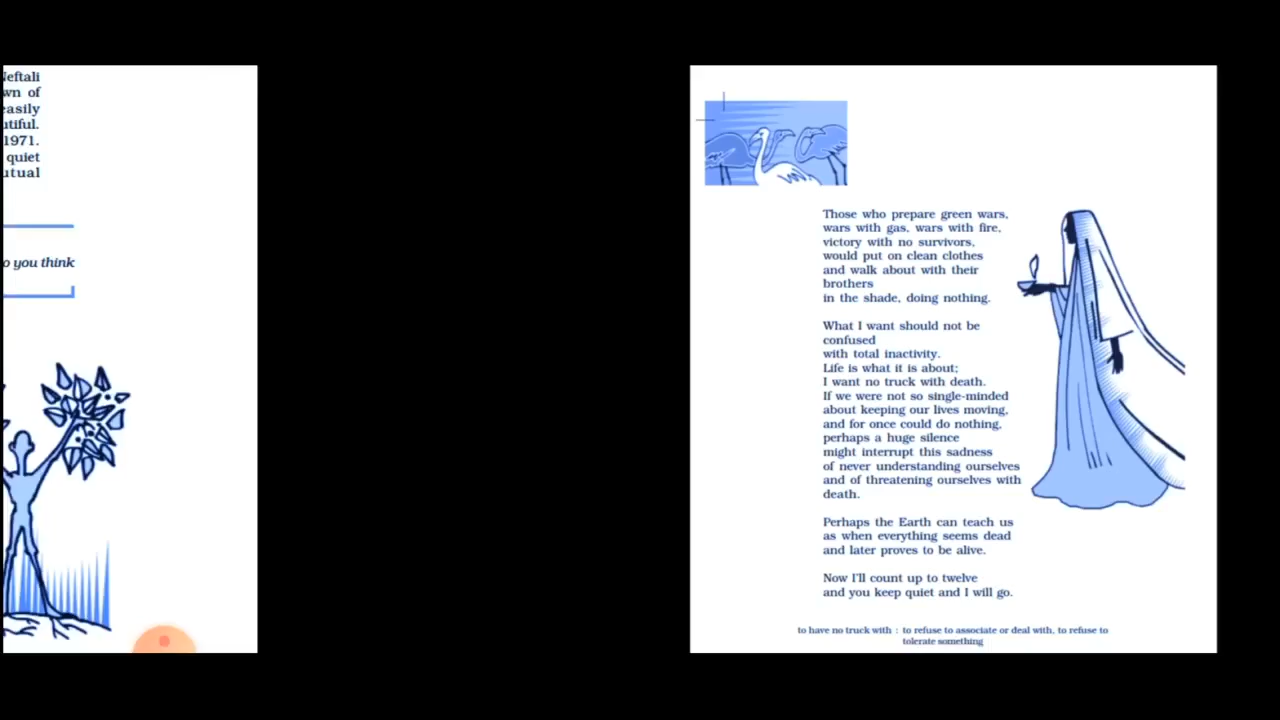 Neftali
wn of
easily
utiful.
1971.
quiet
utual
o you think
Those who prepare green wars,
wars with gas, wars with fire,
victory with no survivors,
would put on clean clothes
and walk about with their
brothers
in the shade, doing nothing.
What I want should not be
confused
with total inactivity.
Life is what it is about;
I want no truck with death.
If we were not so single-minded
about keeping our lives moving,
and for once could do nothing,
perhaps a huge silence
might interrupt this sadness
of never understanding ourselves
and of threatening ourselves with
death.
Perhaps the Earth can teach us
as when everything seems dead
and later proves to be alive.
Now I'll count up to twelve
and you keep quiet and I will go.
to have no truck with : to refuse to associate or deal with, to refuse to
tolerate something